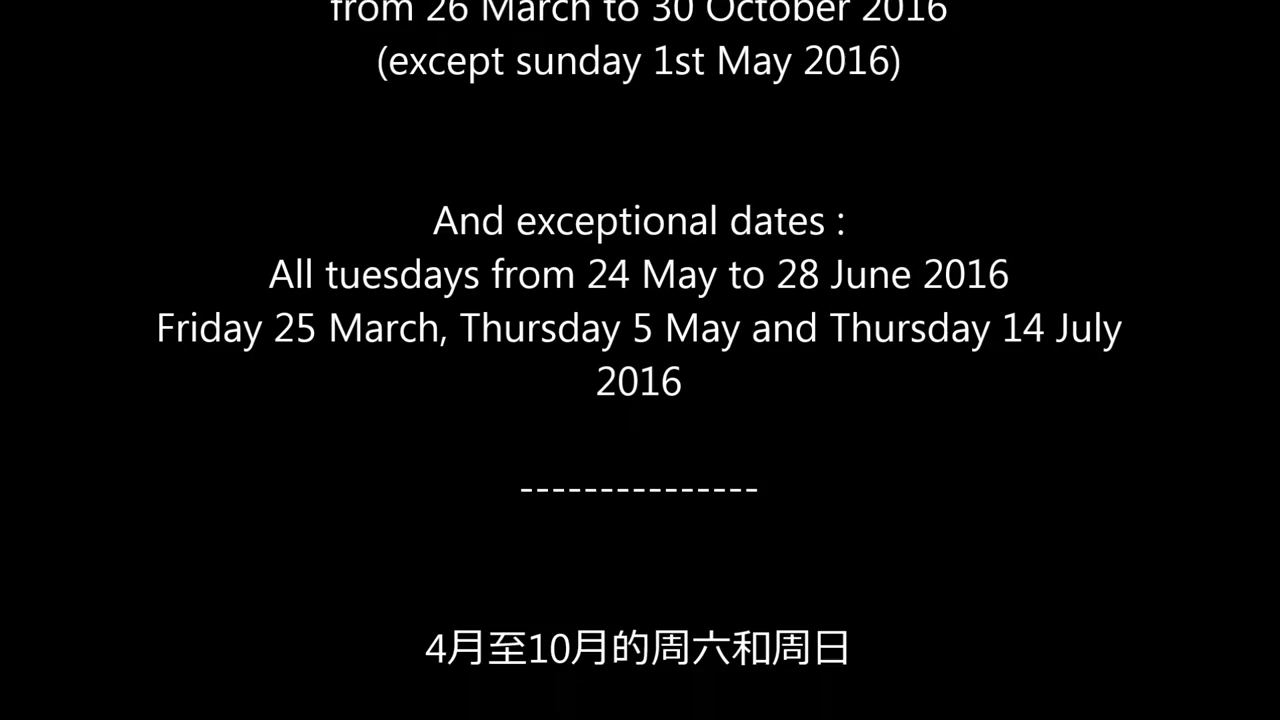 from 26 March to 30 October 2016
(except sunday 1st May 2016)
And exceptional dates :
All tuesdays from 24 May to 28 June 2016
Friday 25 March, Thursday 5 May and Thursday 14 July
2016
---------------
4月至10月的周六和周日